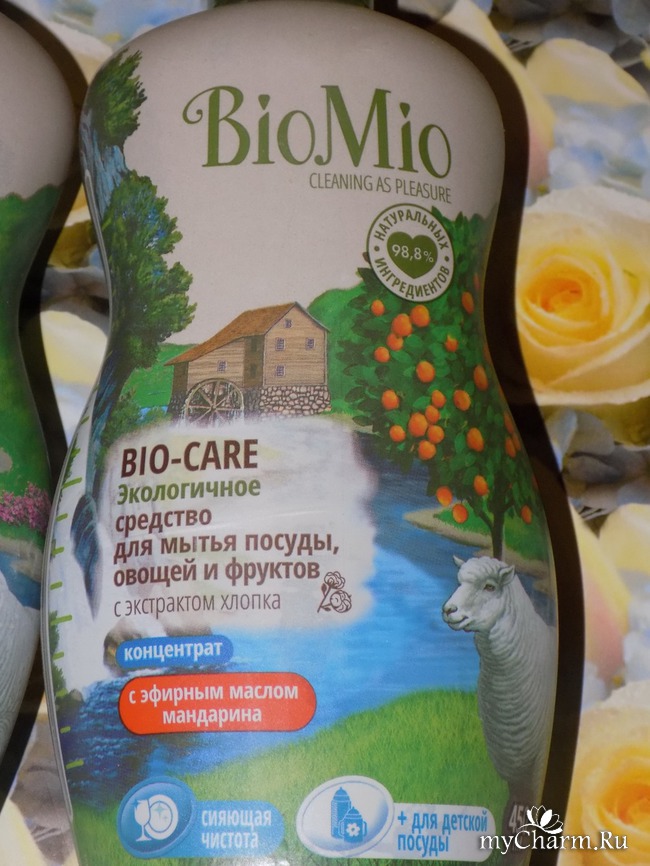 BioMio
CLEANING AS PLEASURE
НАТУРАЛЬНЫХ
98,8%
ИНГРЕДИЕНТОВ
BIO-CARE
Экологичное
средство
для мытья посуды,
овощей и фруктов
с экстрактом хлопка
концентрат
с эфирным маслом
мандарина
сияющая
чистота
+ для детской
посуды
myCharm.Ru